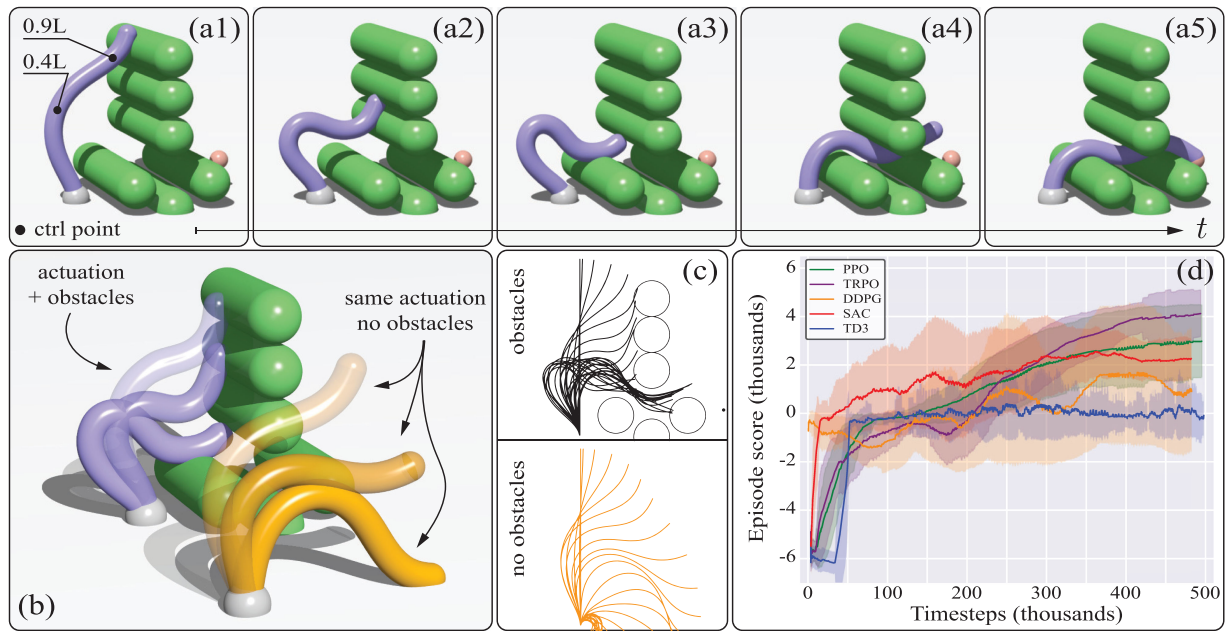 (a1)
0.9L
0.4L
ctrl point
(a2)
(a3)
(a4)
(a5)
t
actuation
+ obstacles
same actuation
no obstacles
(b)
(c)
obstacles
no obstacles
(d)
PPO
TRPO
DDPG
SAC
TD3
Episode score (thousands)
6
4
2
0
-2
-4
-6
0 100 200 300 400 500
Timesteps (thousands)